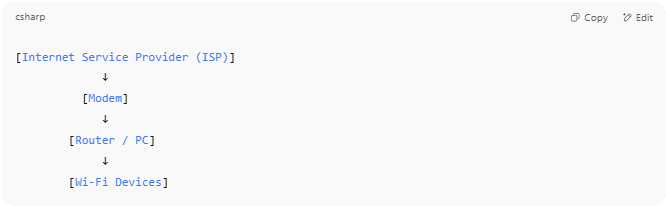 csharp
Copy Edit
[Internet Service Provider (ISP)]
↓
[Modem]
↓
[Router / PC]
↓
[Wi-Fi Devices]